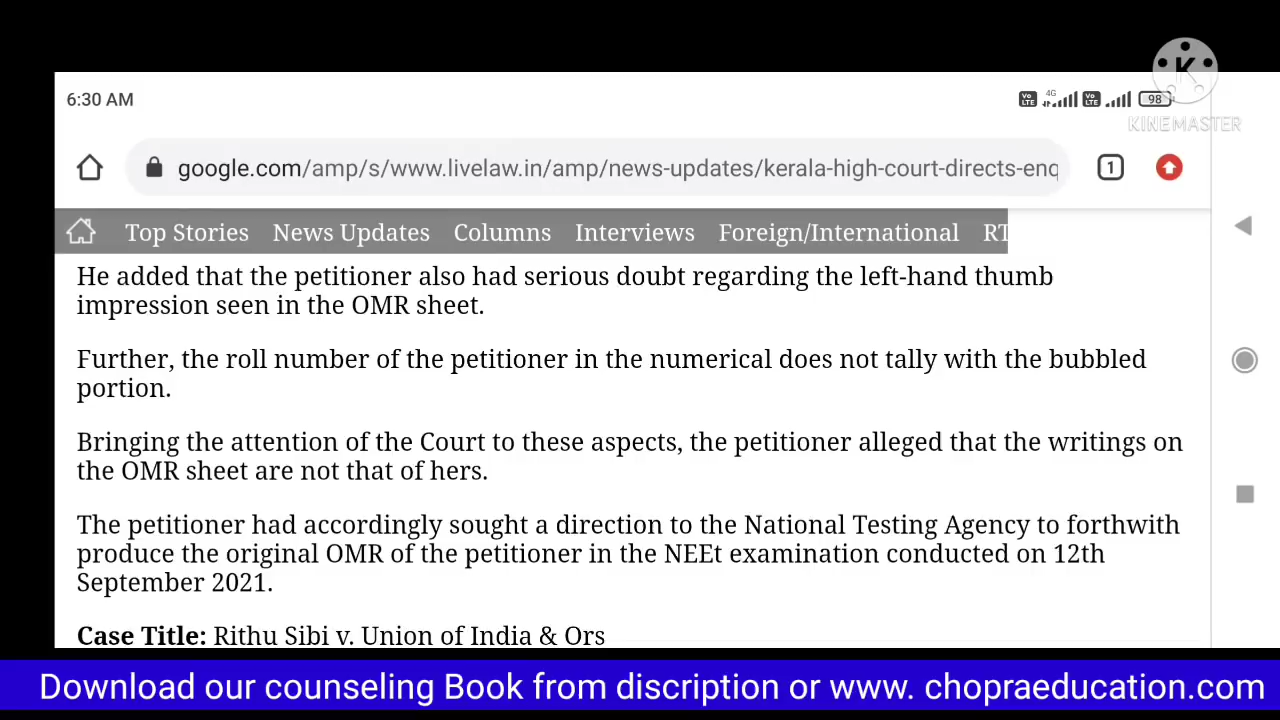 6:30 AM
Vo LTE 4G Vo LTE 98
K
KINEMASTER
google.com/amp/s/www.livelaw.in/amp/news-updates/kerala-high-court-directs-enq
1
Top Stories News Updates Columns Interviews Foreign/International RT
He added that the petitioner also had serious doubt regarding the left-hand thumb
impression seen in the OMR sheet.
Further, the roll number of the petitioner in the numerical does not tally with the bubbled
portion.
Bringing the attention of the Court to these aspects, the petitioner alleged that the writings on
the OMR sheet are not that of hers.
The petitioner had accordingly sought a direction to the National Testing Agency to forthwith
produce the original OMR of the petitioner in the NEEt examination conducted on 12th
September 2021.
Case Title: Rithu Sibi v. Union of India & Ors
Download our counseling Book from discription or www. chopraeducation.com